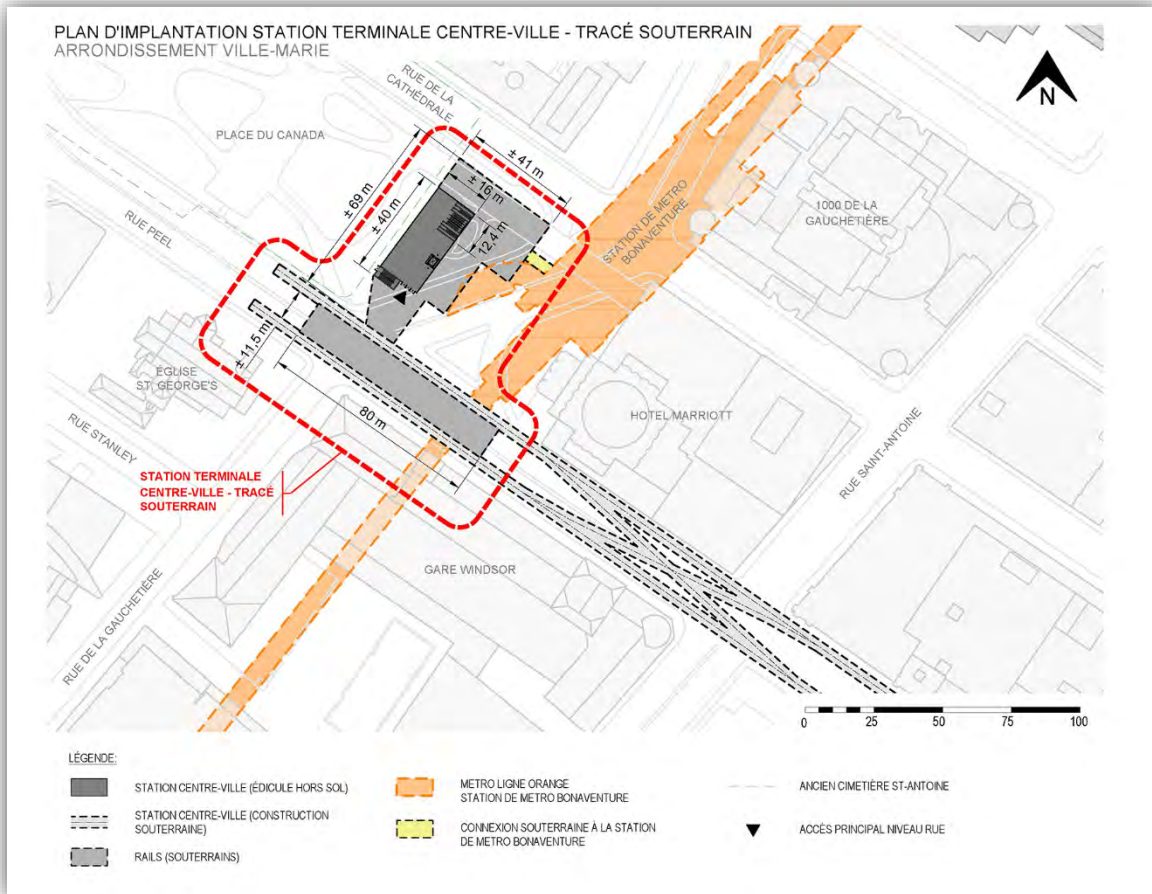 PLAN D'IMPLANTATION STATION TERMINALE CENTRE-VILLE - TRACÉ SOUTERRAIN
ARRONDISSEMENT VILLE-MARIE
N
RUE DE LA
CATHÉDRALE
PLACE DU CANADA
± 41 m
± 69 m
± 16 m
± 40 m
12,4 m
1000 DE LA
GAUCHETIÈRE
STATION DE METRO
BONAVENTURE
RUE PEEL
± 11,5 m
ÉGLISE
ST. GEORGE'S
80 m
HOTEL MARRIOTT
RUE STANLEY
RUE SAINT-ANTOINE
STATION TERMINALE
CENTRE-VILLE - TRACÉ
SOUTERRAIN
GARE WINDSOR
RUE DE LA GAUCHETIÈRE
0 25 50 75 100
LÉGENDE:
STATION CENTRE-VILLE (ÉDICULE HORS SOL)
STATION CENTRE-VILLE (CONSTRUCTION
SOUTERRAINE)
RAILS (SOUTERRAINS)
METRO LIGNE ORANGE
STATION DE METRO BONAVENTURE
CONNEXION SOUTERRAINE À LA STATION
DE METRO BONAVENTURE
ANCIEN CIMETIÈRE ST-ANTOINE
ACCÈS PRINCIPAL NIVEAU RUE